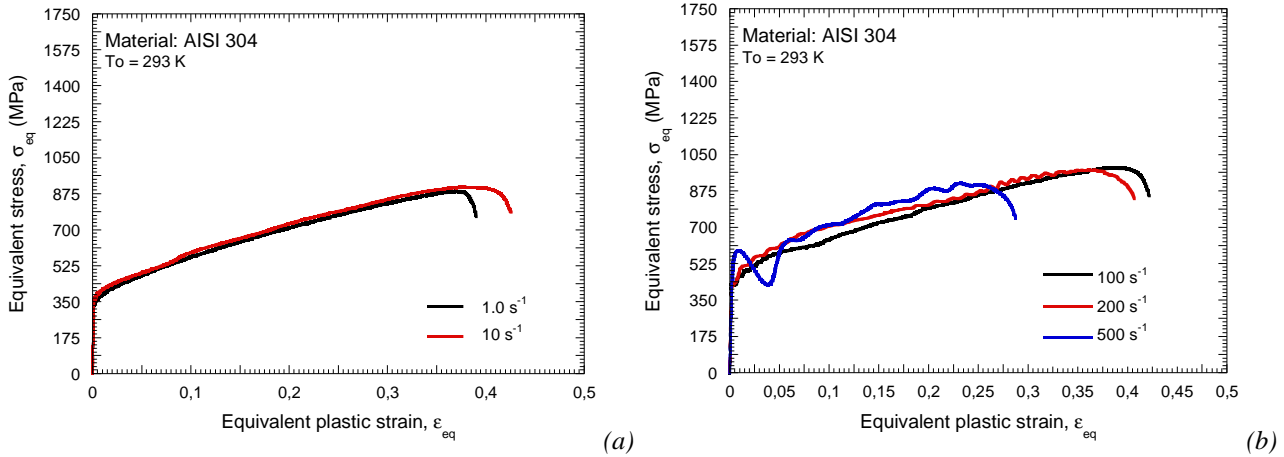 1750
1575
1400
1225
1050
875
700
525
350
175
0
Equivalent stress, σeq (MPa)
Material: AISI 304
To = 293 K
1.0 s-1
10 s-1
0 0,1 0,2 0,3 0,4 0,5
Equivalent plastic strain, εeq
(a)
1750
1575
1400
1225
1050
875
700
525
350
175
0
Equivalent stress, σeq (MPa)
Material: AISI 304
To = 293 K
100 s-1
200 s-1
500 s-1
0 0,05 0,1 0,15 0,2 0,25 0,3 0,35 0,4 0,45 0,5
Equivalent plastic strain, εeq
(b)